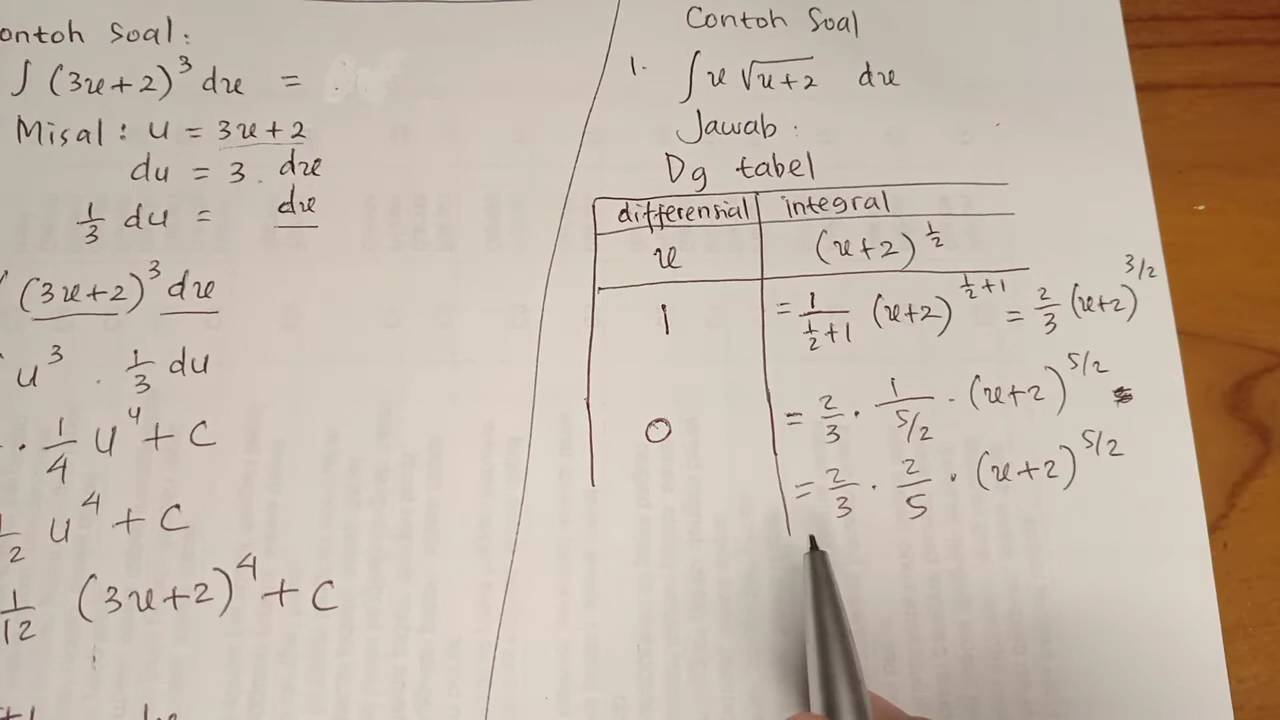 ontoh Soal:
∫ (3x+2)³ dx =
Misal : u = 3x+2
du = 3 . dx
1/3 du = dx
(3x+2)³ dx
u³ . 1/3 du
. 1/4 u⁴ + C
u⁴ + C
1/12 (3x+2)⁴ + C
Contoh Soal
1. ∫ x √x+2 dx
Jawab :
Dg tabel
differensial integral
x (x+2)^1/2
1 = 1/(1/2+1) (x+2)^1/2+1 = 2/3 (x+2)^3/2
0 = 2/3 . 1/(5/2) . (x+2)^5/2
= 2/3 . 2/5 . (x+2)^5/2